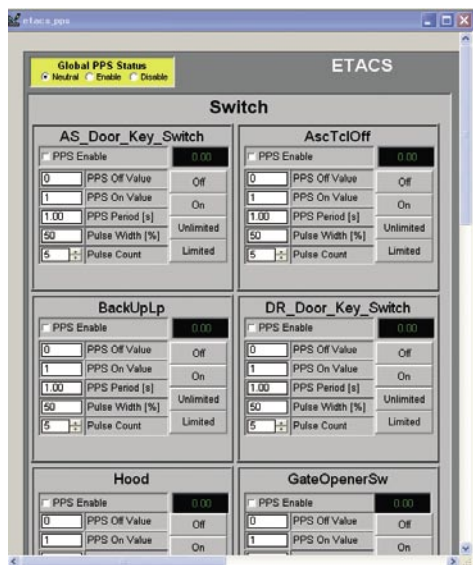 etacs_pps
Global PPS Status
Neutral Enable Disable
ETACS
Switch
AS_Door_Key_Switch
PPS Enable 0.00
0 PPS Off Value Off
1 PPS On Value On
1.00 PPS Period [s]
50 Pulse Width [%] Unlimited
5 Pulse Count Limited
AscTclOff
PPS Enable 0.00
0 PPS Off Value Off
1 PPS On Value On
1.00 PPS Period [s]
50 Pulse Width [%] Unlimited
5 Pulse Count Limited
BackUpLp
PPS Enable 0.00
0 PPS Off Value Off
1 PPS On Value On
1.00 PPS Period [s]
50 Pulse Width [%] Unlimited
5 Pulse Count Limited
DR_Door_Key_Switch
PPS Enable 0.00
0 PPS Off Value Off
1 PPS On Value On
1.00 PPS Period [s]
50 Pulse Width [%] Unlimited
5 Pulse Count Limited
Hood
PPS Enable 0.00
0 PPS Off Value Off
1 PPS On Value On
GateOpenerSw
PPS Enable 0.00
0 PPS Off Value Off
1 PPS On Value On